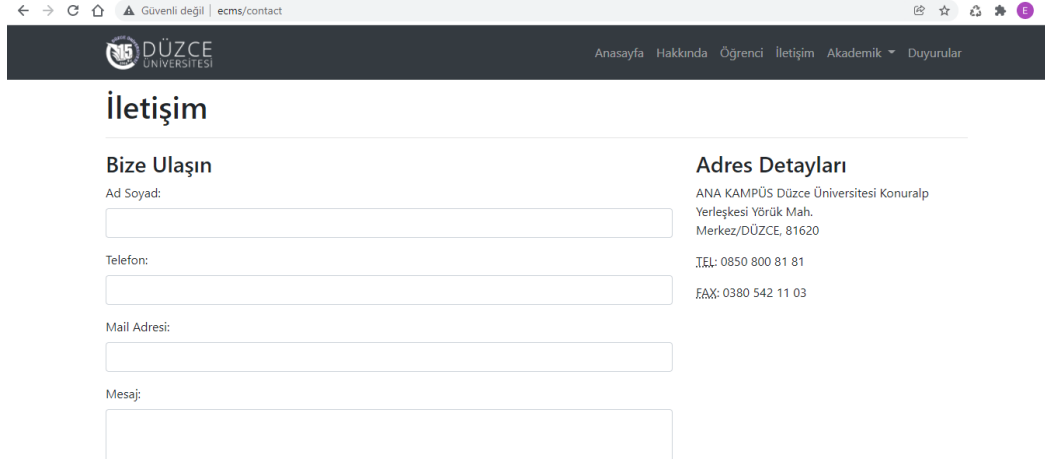 Güvenli değil | ecms/contact
E
15 DÜZCE
ÜNİVERSİTESİ
Anasayfa Hakkında Öğrenci İletişim Akademik Duyurular
İletişim
Bize Ulaşın
Ad Soyad:
Telefon:
Mail Adresi:
Mesaj:
Adres Detayları
ANA KAMPÜS Düzce Üniversitesi Konuralp
Yerleşkesi Yörük Mah.
Merkez/DÜZCE, 81620
TEL: 0850 800 81 81
FAX: 0380 542 11 03